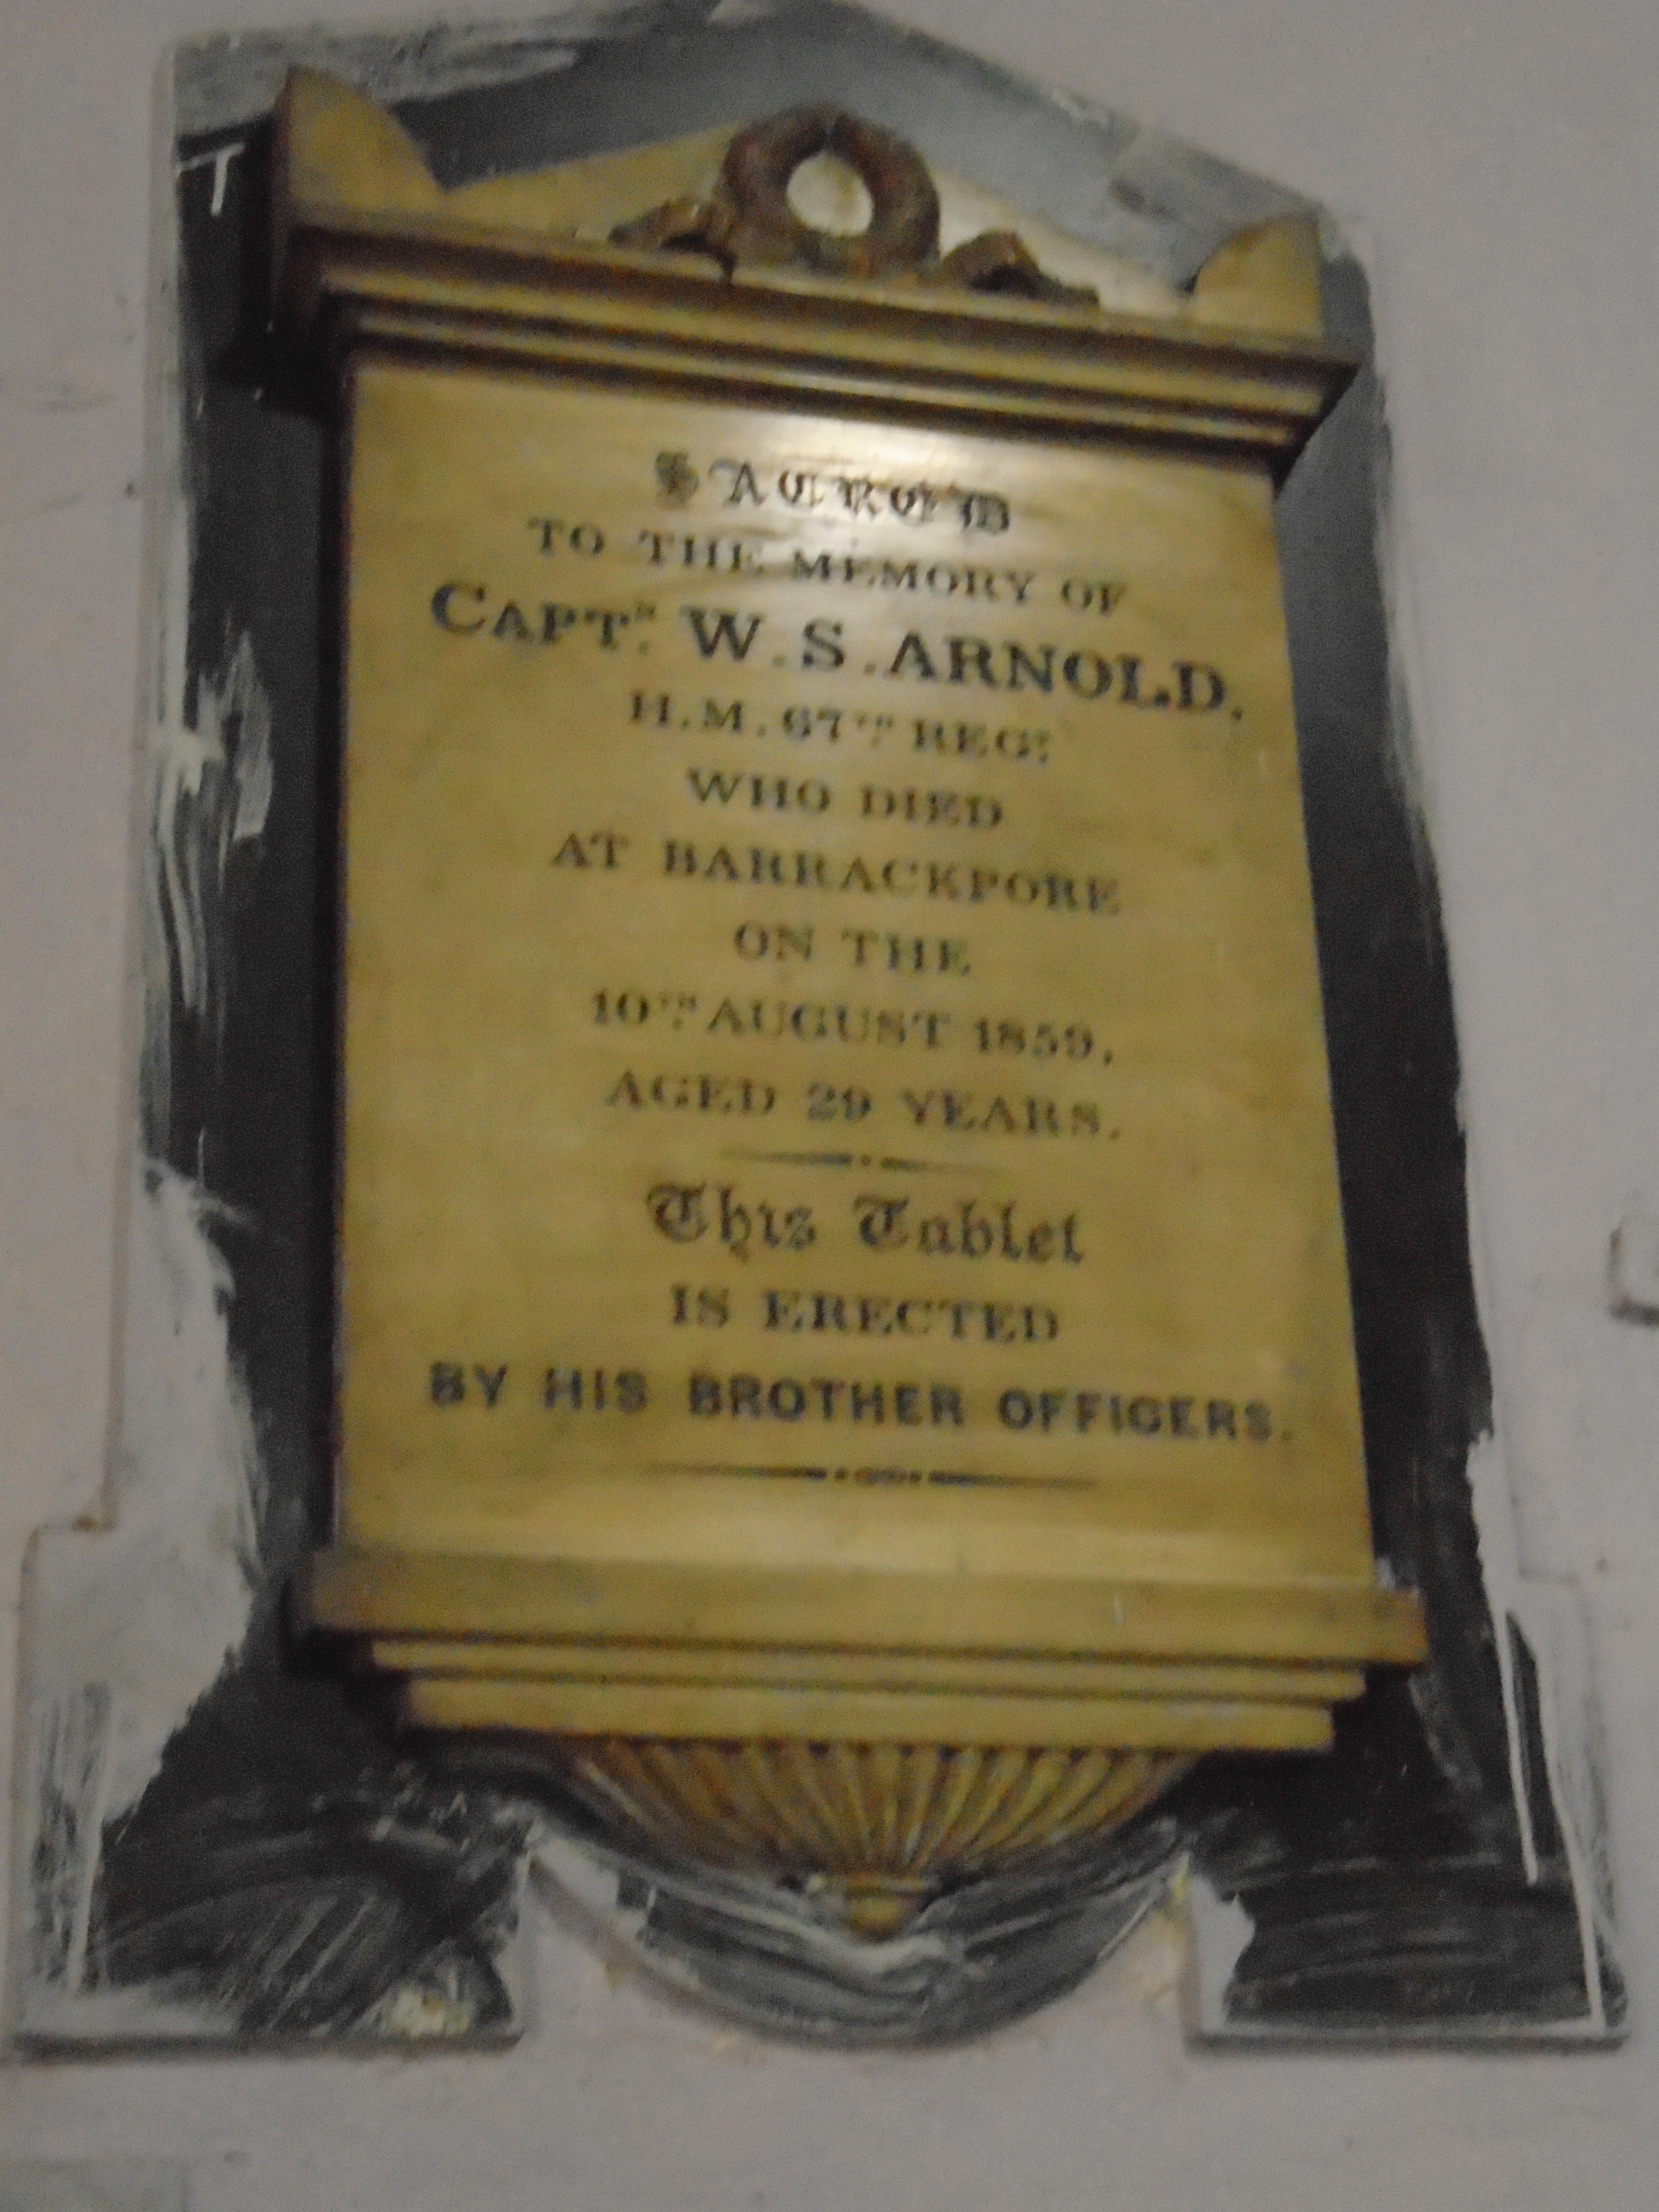 SACRED
TO THE MEMORY OF
CAPTN. W.S. ARNOLD,
H.M. 67TH REGT.
WHO DIED
AT BARRACKPORE
ON THE
10TH AUGUST 1859,
AGED 29 YEARS.
This Tablet
IS ERECTED
BY HIS BROTHER OFFICERS.